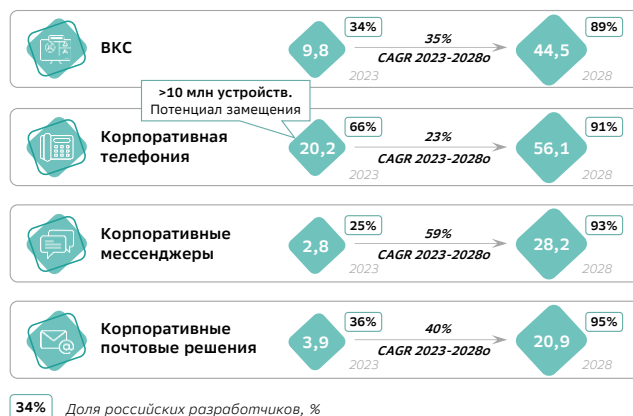 ВКС
9,8
34%
2023
35%
CAGR 2023-2028о
44,5
89%
2028
>10 млн устройств.
Потенциал замещения
Корпоративная
телефония
20,2
66%
2023
23%
CAGR 2023-2028о
56,1
91%
2028
Корпоративные
мессенджеры
2,8
25%
2023
59%
CAGR 2023-2028о
28,2
93%
2028
Корпоративные
почтовые решения
3,9
36%
2023
40%
CAGR 2023-2028о
20,9
95%
2028
34% Доля российских разработчиков, %